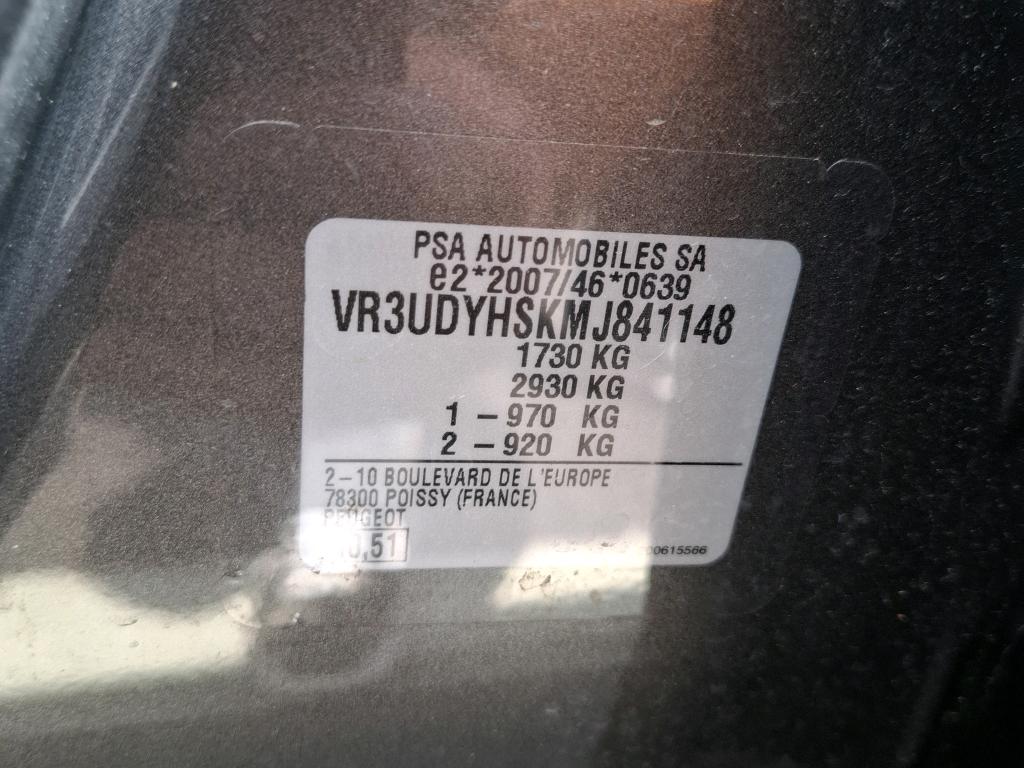 PSA AUTOMOBILES SA
e2*2007/46*0639
VR3UDYHSKMJ841148
1730 KG
2930 KG
1 – 970 KG
2 – 920 KG
2–10 BOULEVARD DE L'EUROPE
78300 POISSY (FRANCE)
PEUGEOT